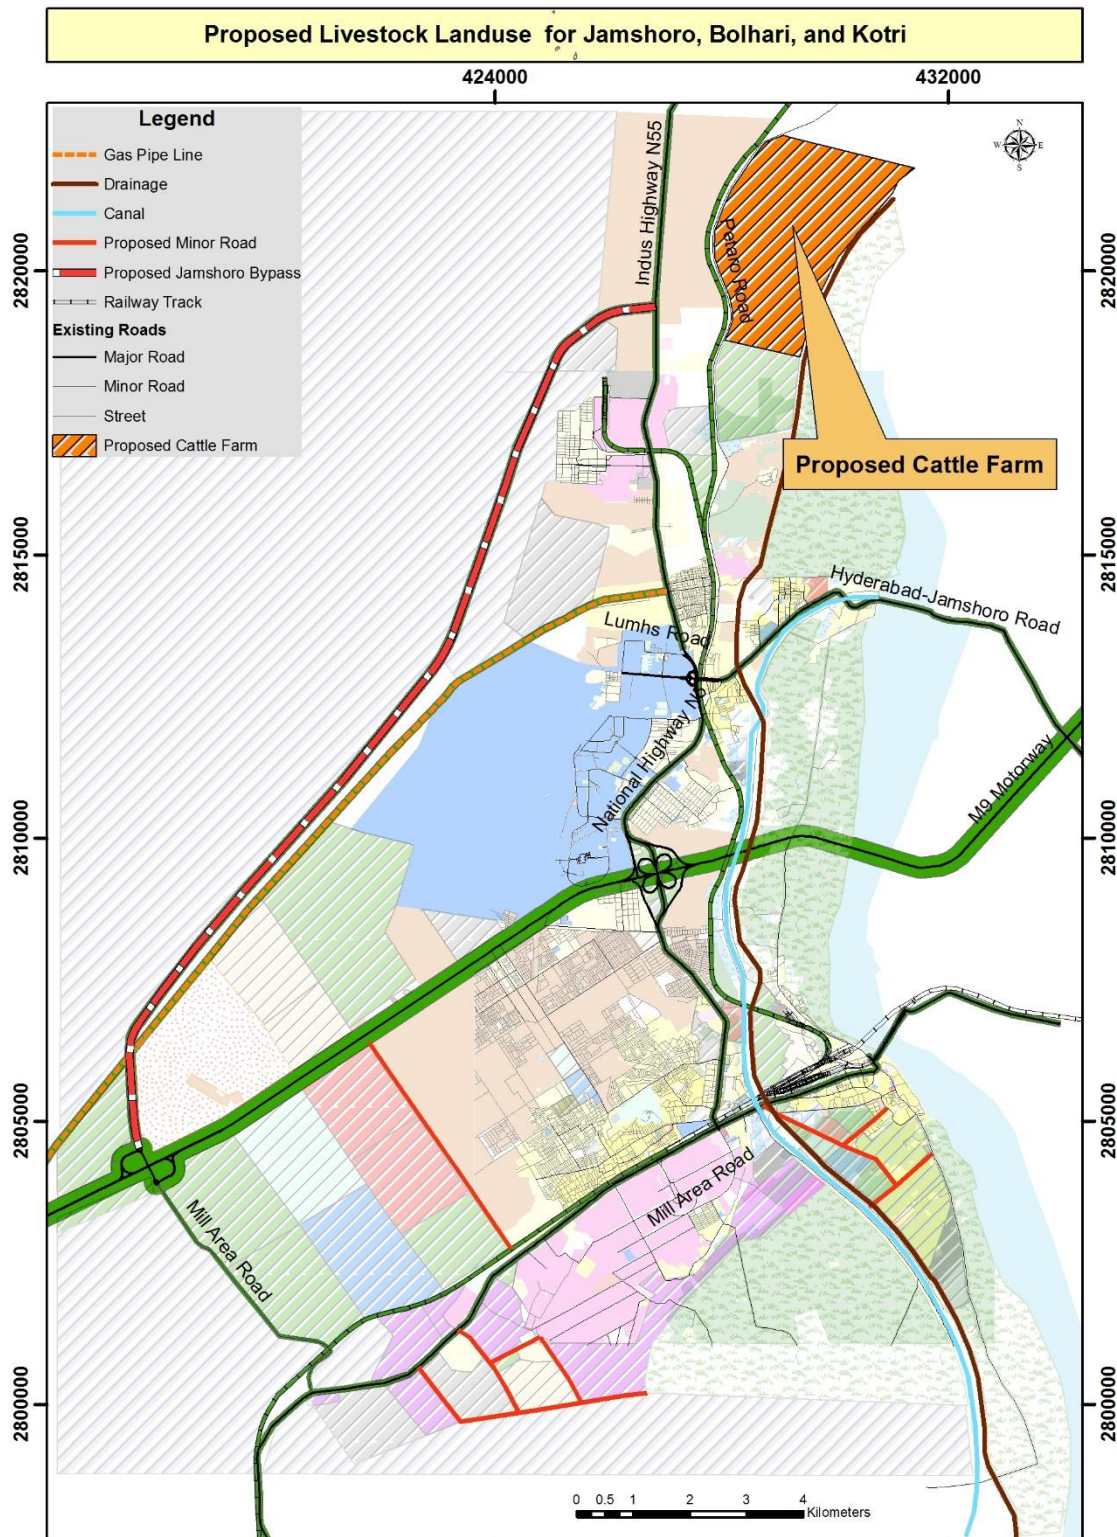 Proposed Livestock Landuse for Jamshoro, Bolhari, and Kotri
424000
432000
Legend
Gas Pipe Line
Drainage
Canal
Proposed Minor Road
Proposed Jamshoro Bypass
Railway Track
Existing Roads
Major Road
Minor Road
Street
Proposed Cattle Farm
N
W
E
S
Indus Highway N55
Petaro Road
2820000
2820000
Proposed Cattle Farm
2815000
2815000
Hyderabad-Jamshoro Road
Lumhs Road
National Highway
M9 Motorway
2810000
2810000
2805000
2805000
Mill Area Road
Mill Area Road
2800000
2800000
0 0.5 1 2 3 4
Kilometers